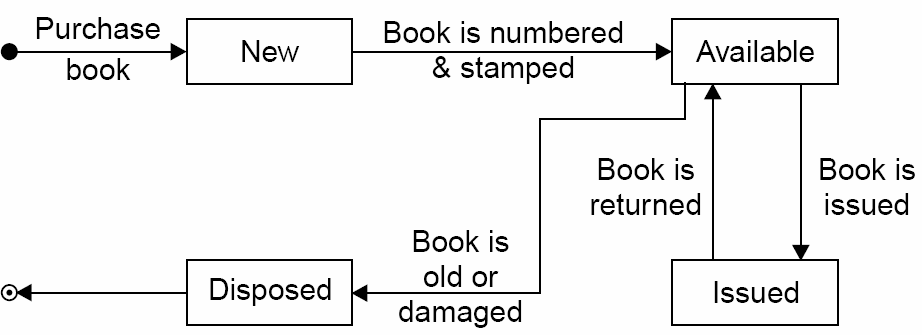 Purchase
book
New
Book is numbered
& stamped
Available
Book is
returned
Book is
issued
Book is
old or
damaged
Disposed
Issued